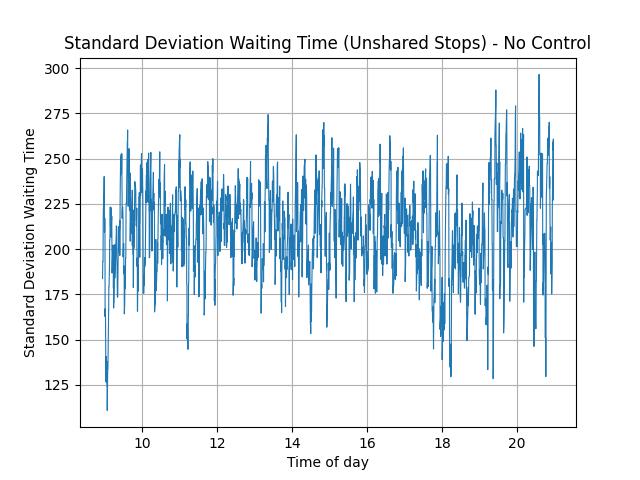 Standard Deviation Waiting Time (Unshared Stops) - No Control
Standard Deviation Waiting Time
300
275
250
225
200
175
150
125
10 12 14 16 18 20
Time of day